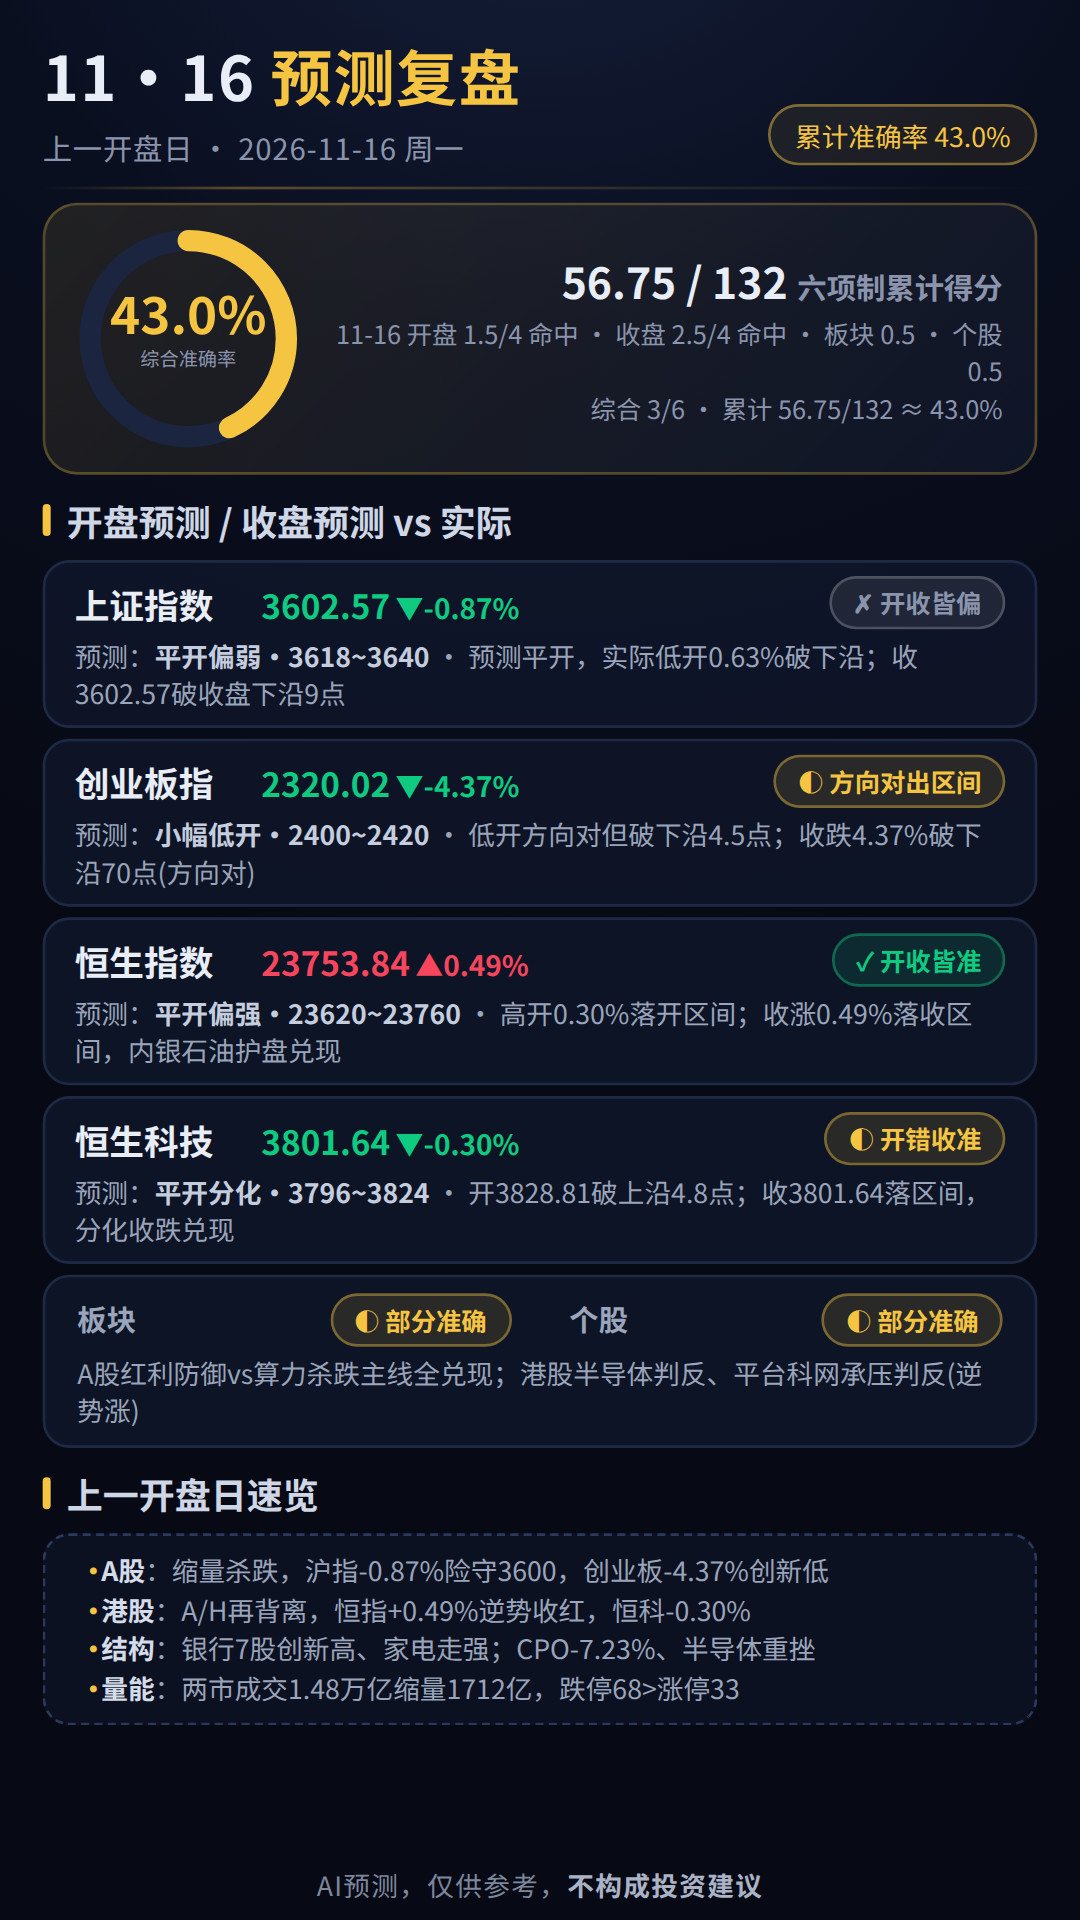 11·16 预测复盘
上一开盘日 · 2026-11-16 周一
累计准确率 43.0%
43.0%
综合准确率
56.75 / 132 六项制累计得分
11-16 开盘 1.5/4 命中 · 收盘 2.5/4 命中 · 板块 0.5 · 个股
0.5
综合 3/6 · 累计 56.75/132 ≈ 43.0%
开盘预测 / 收盘预测 vs 实际
上证指数 3602.57 ▼-0.87% ✗ 开收皆偏
预测：平开偏弱·3618~3640 · 预测平开，实际低开0.63%破下沿；收
3602.57破收盘下沿9点
创业板指 2320.02 ▼-4.37% ◐ 方向对出区间
预测：小幅低开·2400~2420 · 低开方向对但破下沿4.5点；收跌4.37%破下
沿70点(方向对)
恒生指数 23753.84 ▲0.49% ✓ 开收皆准
预测：平开偏强·23620~23760 · 高开0.30%落开区间；收涨0.49%落收区
间，内银石油护盘兑现
恒生科技 3801.64 ▼-0.30% ◐ 开错收准
预测：平开分化·3796~3824 · 开3828.81破上沿4.8点；收3801.64落区间，
分化收跌兑现
板块 ◐ 部分准确 个股 ◐ 部分准确
A股红利防御vs算力杀跌主线全兑现；港股半导体判反、平台科网承压判反(逆
势涨)
上一开盘日速览
•A股：缩量杀跌，沪指-0.87%险守3600，创业板-4.37%创新低
•港股：A/H再背离，恒指+0.49%逆势收红，恒科-0.30%
•结构：银行7股创新高、家电走强；CPO-7.23%、半导体重挫
•量能：两市成交1.48万亿缩量1712亿，跌停68>涨停33
AI预测，仅供参考，不构成投资建议